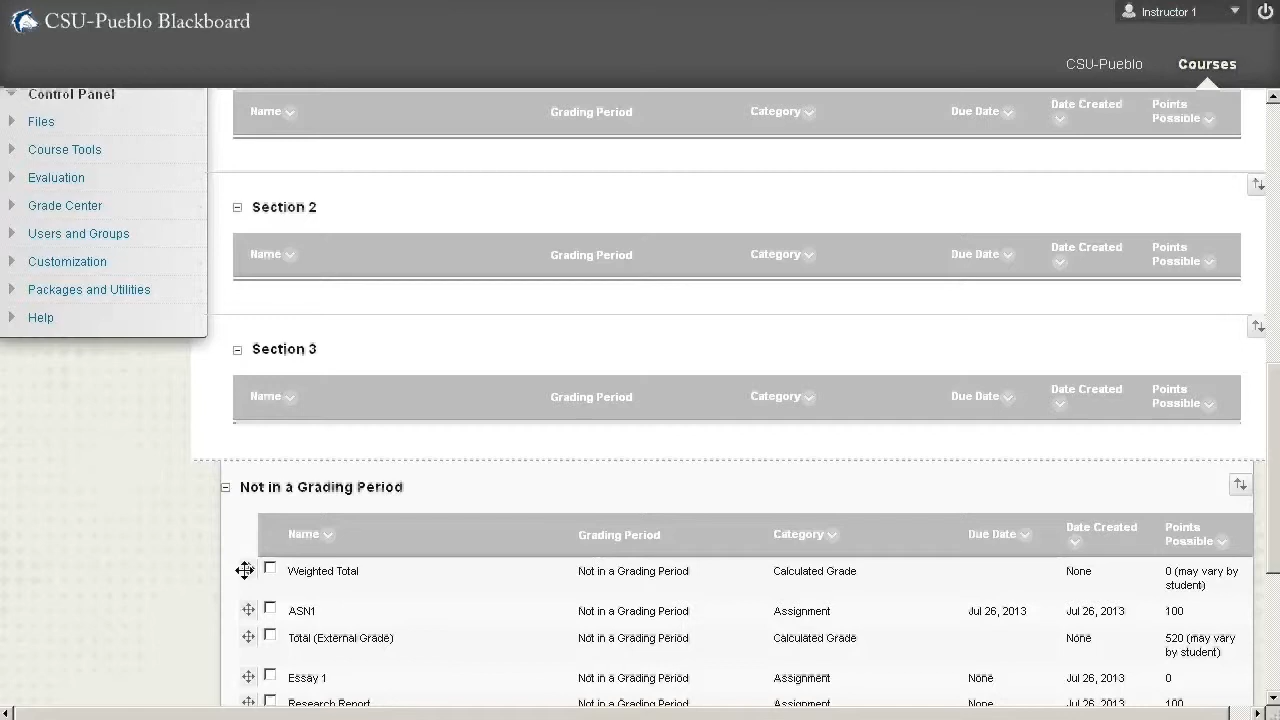 CSU-Pueblo Blackboard
Instructor 1
CSU-Pueblo
Courses
Control Panel
Files
Course Tools
Evaluation
Grade Center
Users and Groups
Customization
Packages and Utilities
Help
Name Grading Period Category Due Date Date Created Points Possible
Section 2
Name Grading Period Category Due Date Date Created Points Possible
Section 3
Name Grading Period Category Due Date Date Created Points Possible
Not in a Grading Period
Name Grading Period Category Due Date Date Created Points Possible
Weighted Total Not in a Grading Period Calculated Grade None 0 (may vary by student)
ASN1 Not in a Grading Period Assignment Jul 26, 2013 Jul 26, 2013 100
Total (External Grade) Not in a Grading Period Calculated Grade None 520 (may vary by student)
Essay 1 Not in a Grading Period Assignment None Jul 26, 2013 0
Research Report Not in a Grading Period Assignment None Jul 26, 2013 100